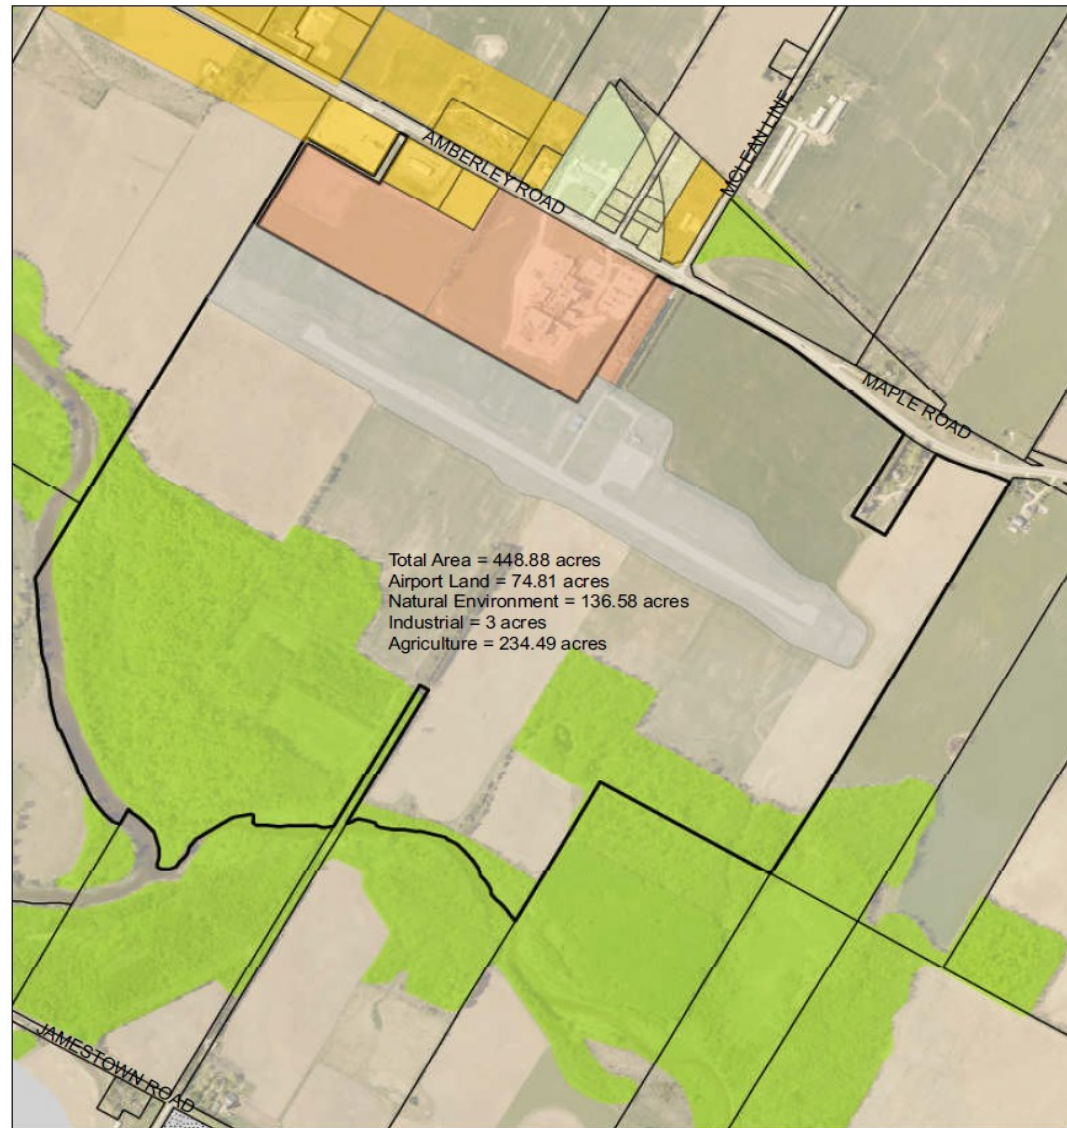 AMBERLEY ROAD
MCLEAN LINE
MAPLE ROAD
Total Area = 448.88 acres
Airport Land = 74.81 acres
Natural Environment = 136.58 acres
Industrial = 3 acres
Agriculture = 234.49 acres
JAMESTOWN ROAD